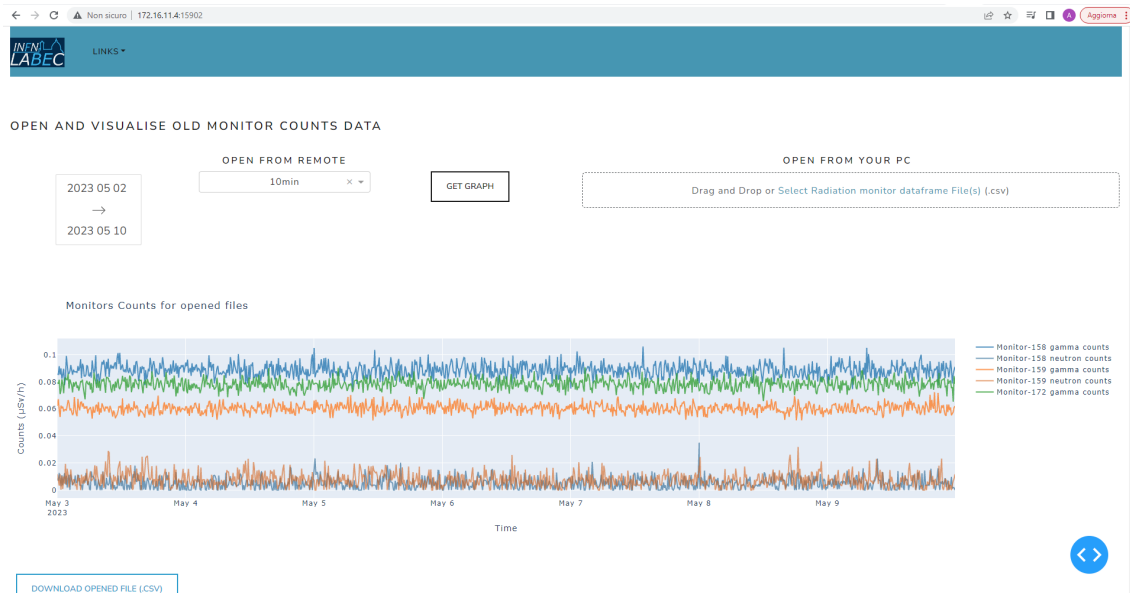 Non sicuro | 172.16.11.4:15902
A
Aggiorna
INFN
LABEC
LINKS
OPEN AND VISUALISE OLD MONITOR COUNTS DATA
OPEN FROM REMOTE
OPEN FROM YOUR PC
2023 05 02
→
2023 05 10
10min
GET GRAPH
Drag and Drop or Select Radiation monitor dataframe File(s) (.csv)
Monitors Counts for opened files
Counts (μSv/h)
0.1
0.08
0.06
0.04
0.02
0
May 3 May 4 May 5 May 6 May 7 May 8 May 9
2023
Time
Monitor-158 gamma counts
Monitor-158 neutron counts
Monitor-159 gamma counts
Monitor-159 neutron counts
Monitor-172 gamma counts
DOWNLOAD OPENED FILE (.CSV)